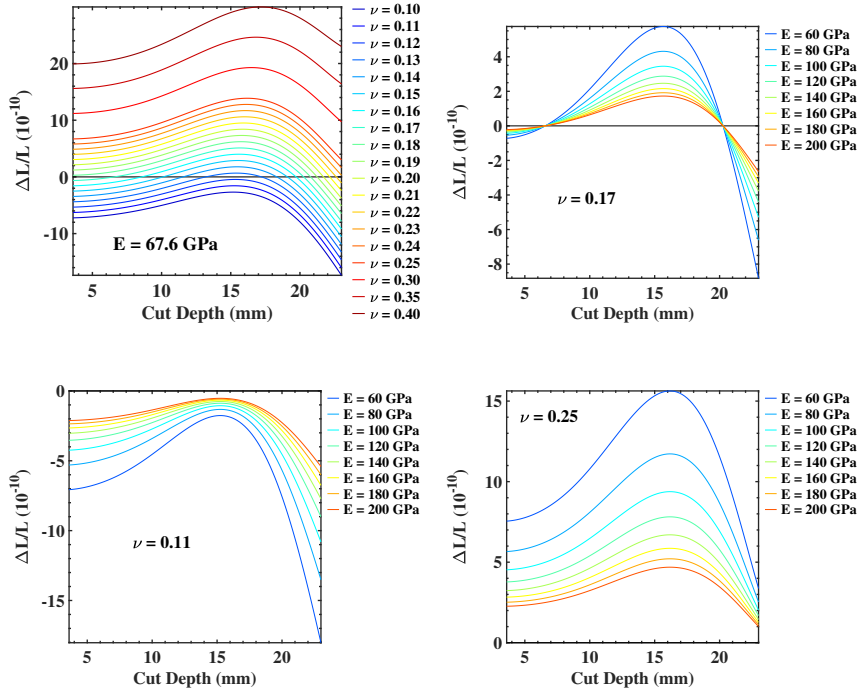 30
20
10
0
-10
ΔL/L (10⁻¹⁰)
5
10
15
20
Cut Depth (mm)
E = 67.6 GPa
ν = 0.10
ν = 0.11
ν = 0.12
ν = 0.13
ν = 0.14
ν = 0.15
ν = 0.16
ν = 0.17
ν = 0.18
ν = 0.19
ν = 0.20
ν = 0.21
ν = 0.22
ν = 0.23
ν = 0.24
ν = 0.25
ν = 0.30
ν = 0.35
ν = 0.40
4
2
0
-2
-4
-6
-8
ΔL/L (10⁻¹⁰)
5
10
15
20
Cut Depth (mm)
ν = 0.17
E = 60 GPa
E = 80 GPa
E = 100 GPa
E = 120 GPa
E = 140 GPa
E = 160 GPa
E = 180 GPa
E = 200 GPa
0
-5
-10
-15
ΔL/L (10⁻¹⁰)
5
10
15
20
Cut Depth (mm)
ν = 0.11
E = 60 GPa
E = 80 GPa
E = 100 GPa
E = 120 GPa
E = 140 GPa
E = 160 GPa
E = 180 GPa
E = 200 GPa
15
10
5
0
ΔL/L (10⁻¹⁰)
5
10
15
20
Cut Depth (mm)
ν = 0.25
E = 60 GPa
E = 80 GPa
E = 100 GPa
E = 120 GPa
E = 140 GPa
E = 160 GPa
E = 180 GPa
E = 200 GPa